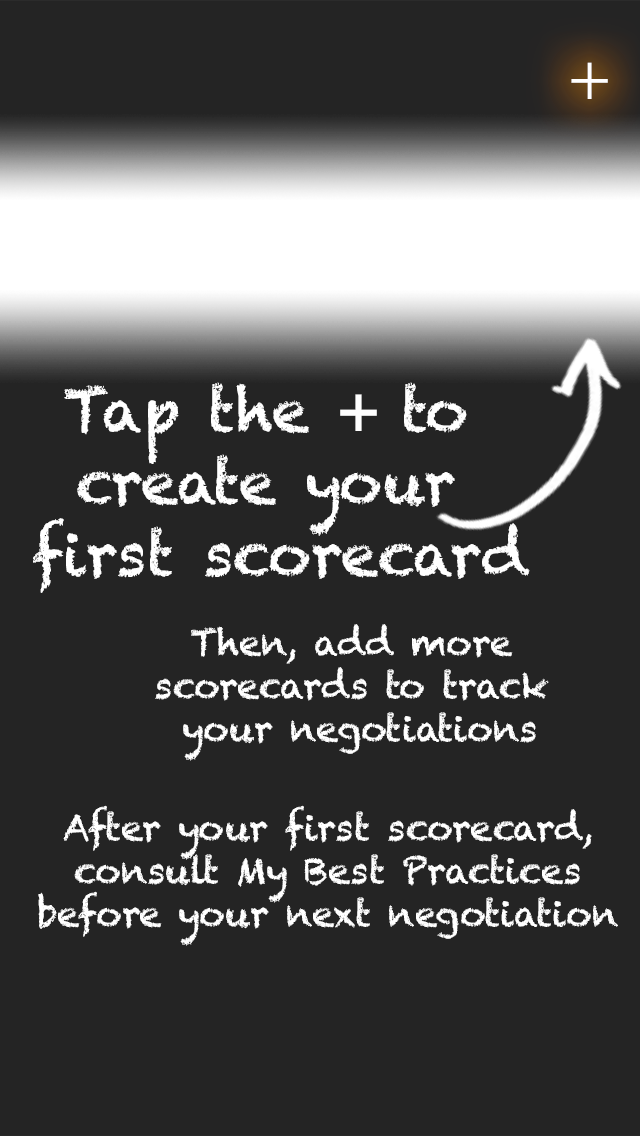 +
Tap the + to
create your
first scorecard
Then, add more
scorecards to track
your negotiations
After your first scorecard,
consult My Best Practices
before your next negotiation